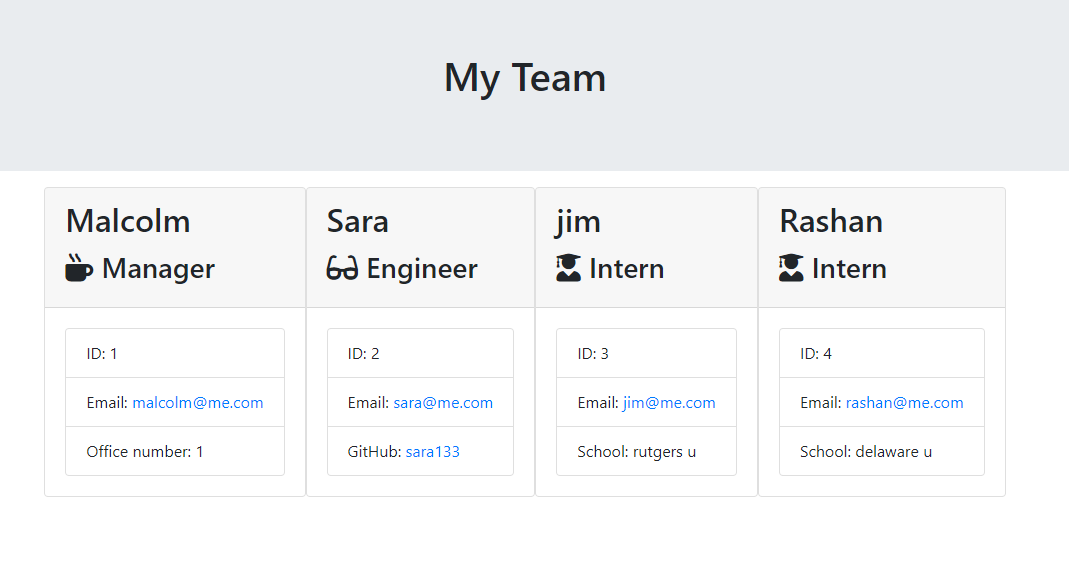 My Team
Malcolm
Manager
ID: 1
Email: malcolm@me.com
Office number: 1
Sara
Engineer
ID: 2
Email: sara@me.com
GitHub: sara133
jim
Intern
ID: 3
Email: jim@me.com
School: rutgers u
Rashan
Intern
ID: 4
Email: rashan@me.com
School: delaware u